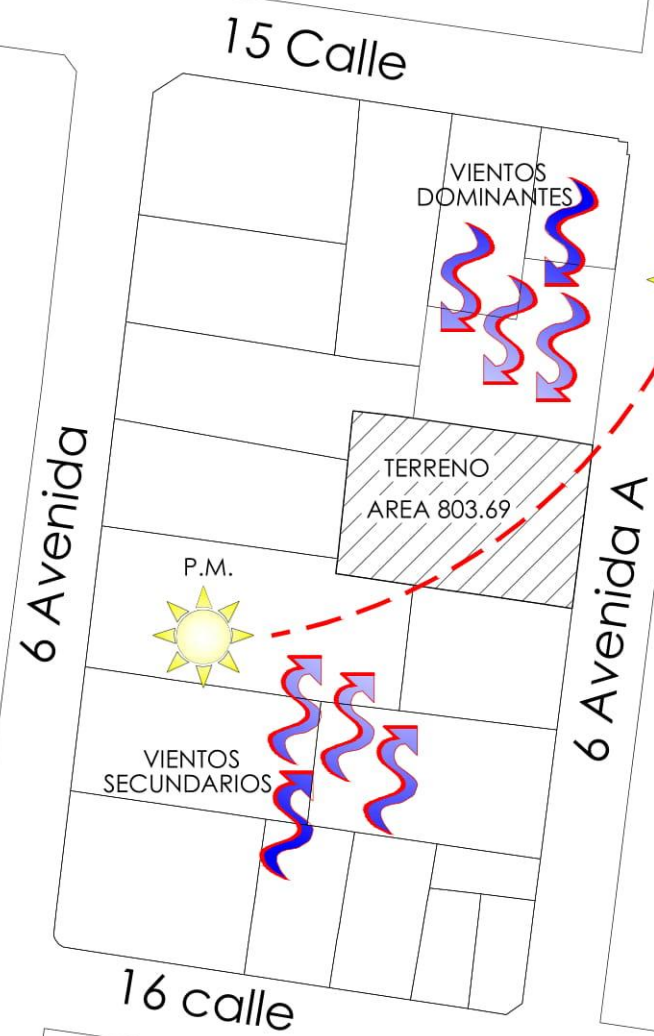 15 Calle
VIENTOS
DOMINANTES
6 Avenida
TERRENO
AREA 803.69
6 Avenida A
P.M.
VIENTOS
SECUNDARIOS
16 calle